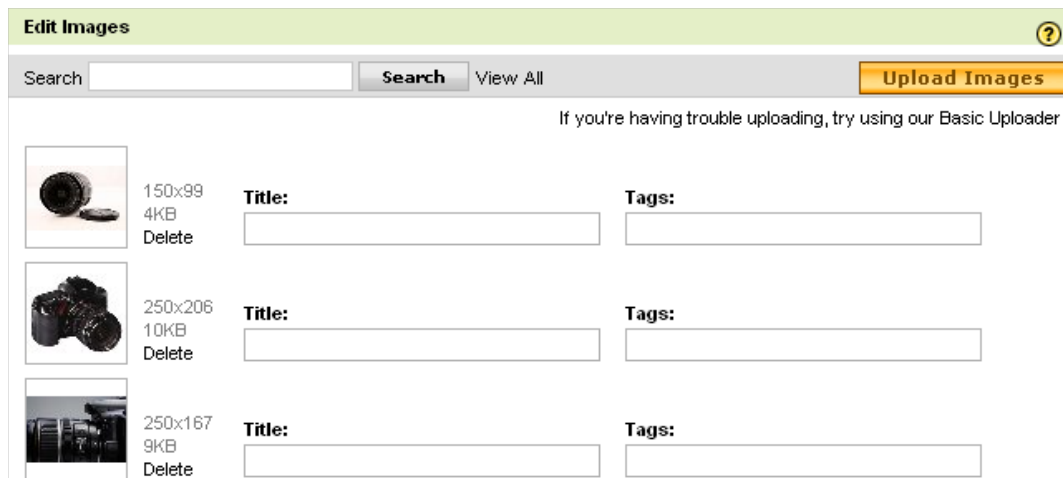 Edit Images
?
Search Search View All Upload Images
If you're having trouble uploading, try using our Basic Uploader
150x99
4KB
Delete
Title: Tags:
250x206
10KB
Delete
Title: Tags:
250x167
9KB
Delete
Title: Tags: